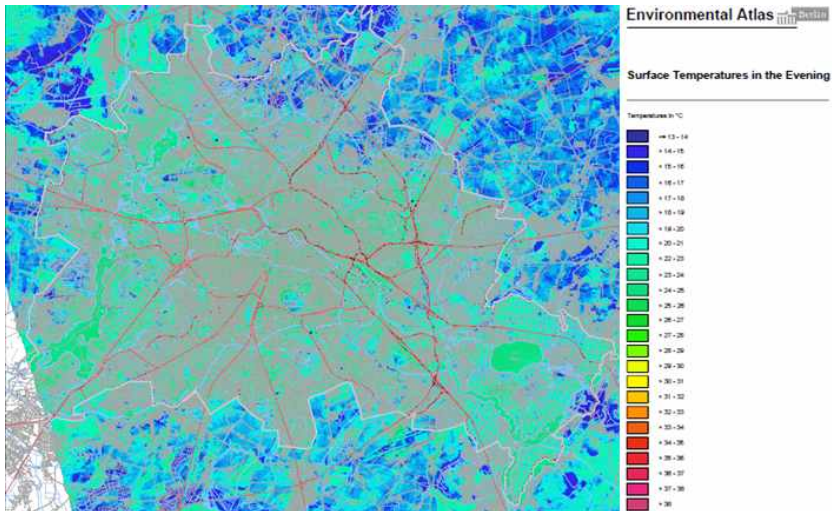 Environmental Atlas Berlin
Surface Temperatures in the Evening
Temperatures in °C
<= 13 - 14
> 14 - 15
> 15 - 16
> 16 - 17
> 17 - 18
> 18 - 19
> 19 - 20
> 20 - 21
> 22 - 23
> 23 - 24
> 24 - 25
> 25 - 26
> 26 - 27
> 27 - 28
> 28 - 29
> 29 - 30
> 30 - 31
> 31 - 32
> 32 - 33
> 33 - 34
> 34 - 35
> 35 - 36
> 36 - 37
> 37 - 38
> 38